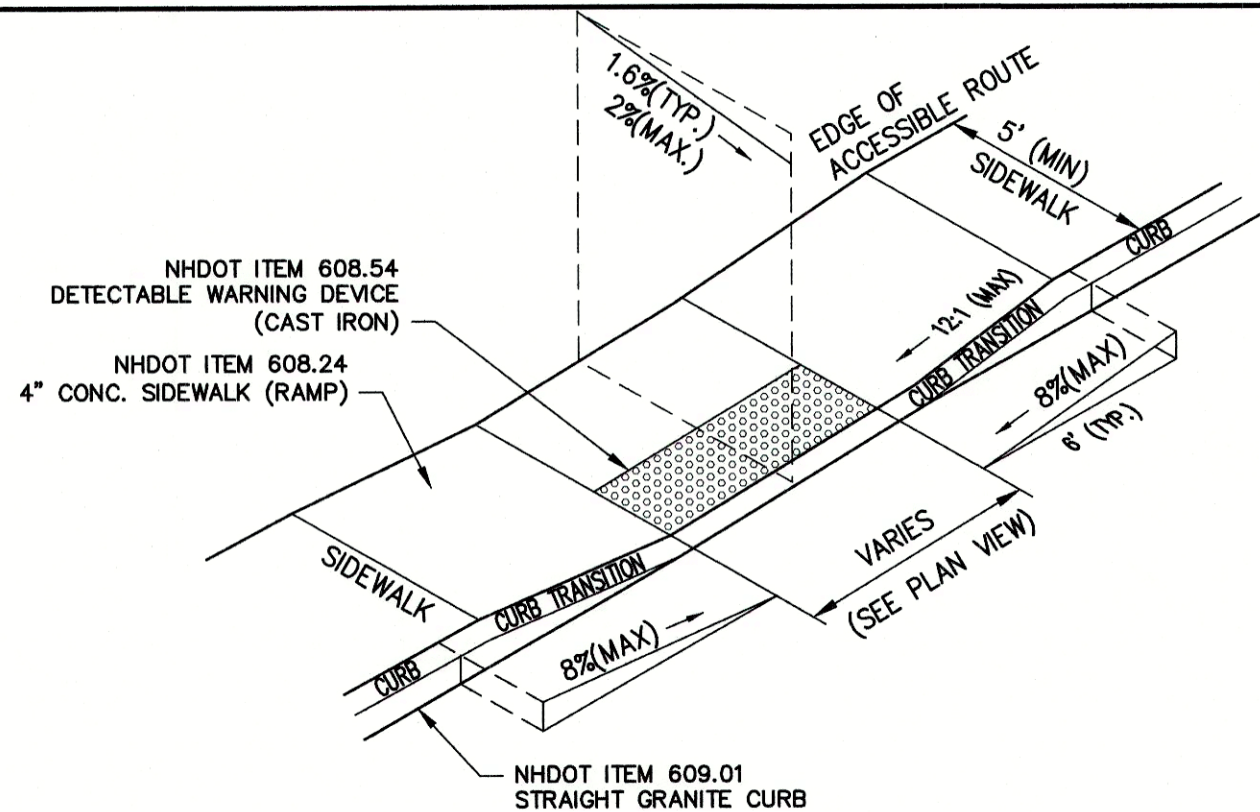 1.6%(TYP.)
2%(MAX.)
EDGE OF
ACCESSIBLE ROUTE
5' (MIN)
SIDEWALK
CURB
NHDOT ITEM 608.54
DETECTABLE WARNING DEVICE
(CAST IRON)
12:1 (MAX)
CURB TRANSITION
NHDOT ITEM 608.24
4" CONC. SIDEWALK (RAMP)
8%(MAX)
6' (TYP.)
VARIES
(SEE PLAN VIEW)
SIDEWALK
CURB TRANSITION
8%(MAX)
CURB
NHDOT ITEM 609.01
STRAIGHT GRANITE CURB